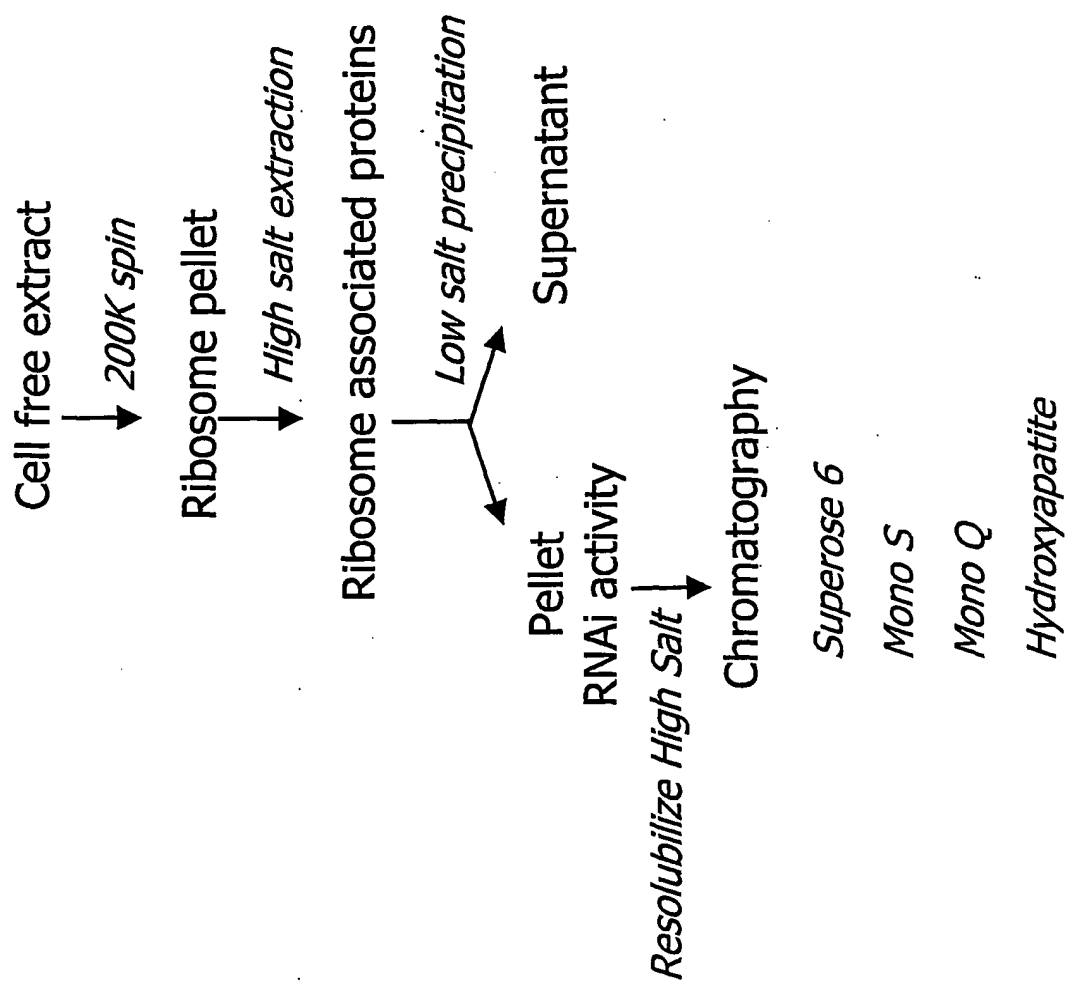 Cell free extract
200K spin
Ribosome pellet
High salt extraction
Ribosome associated proteins
Low salt precipitation
Pellet
Supernatant
RNAi activity
Resolubilize High Salt
Chromatography
Superose 6
Mono S
Mono Q
Hydroxyapatite